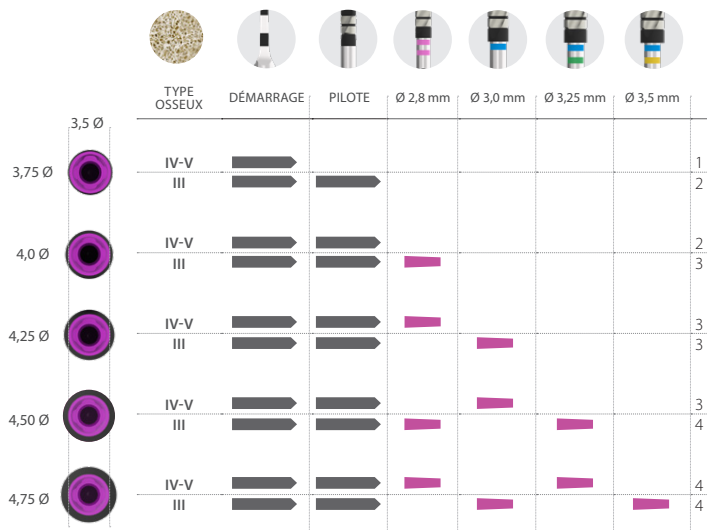 TYPE
OSSEUX
DÉMARRAGE
PILOTE
Ø 2,8 mm
Ø 3,0 mm
Ø 3,25 mm
Ø 3,5 mm
3,5 Ø
3,75 Ø
IV-V
1
III
2
4,0 Ø
IV-V
2
III
3
4,25 Ø
IV-V
3
III
3
4,50 Ø
IV-V
3
III
4
4,75 Ø
IV-V
4
III
4